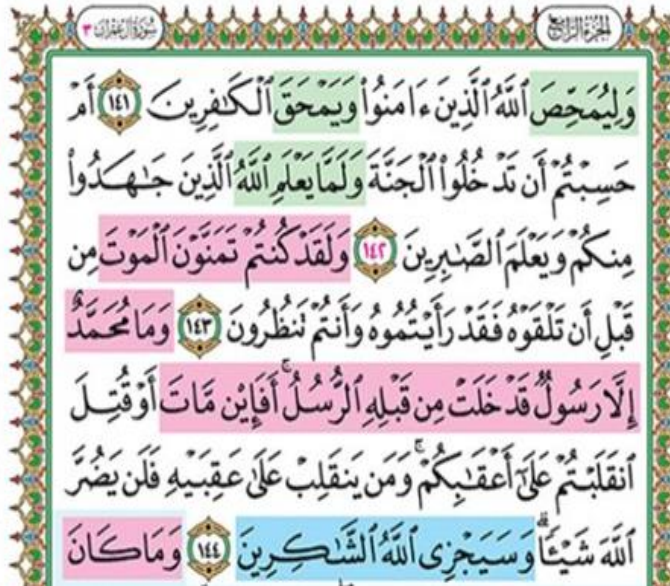 الجزء الرابع
سورة آل عمران ٣
وَلِيُمَحِّصَ ٱللَّهُ ٱلَّذِينَ ءَامَنُوا۟ وَيَمْحَقَ ٱلْكَـٰفِرِينَ ١٤١ أَمْ
حَسِبْتُمْ أَن تَدْخُلُوا۟ ٱلْجَنَّةَ وَلَمَّا يَعْلَمِ ٱللَّهُ ٱلَّذِينَ جَـٰهَدُوا۟
مِنكُمْ وَيَعْلَمَ ٱلصَّـٰبِرِينَ ١٤٢ وَلَقَدْ كُنتُمْ تَمَنَّوْنَ ٱلْمَوْتَ مِن
قَبْلِ أَن تَلْقَوْهُ فَقَدْ رَأَيْتُمُوهُ وَأَنتُمْ تَنظُرُونَ ١٤٣ وَمَا مُحَمَّدٌ
إِلَّا رَسُولٌ قَدْ خَلَتْ مِن قَبْلِهِ ٱلرُّسُلُ ۚ أَفَإِي۟ن مَّاتَ أَوْ قُتِلَ
ٱنقَلَبْتُمْ عَلَىٰٓ أَعْقَـٰبِكُمْ ۚ وَمَن يَنقَلِبْ عَلَىٰ عَقِبَيْهِ فَلَن يَضُرَّ
ٱللَّهَ شَيْـًٔا ۗ وَسَيَجْزِى ٱللَّهُ ٱلشَّـٰكِرِينَ ١٤٤ وَمَا كَانَ